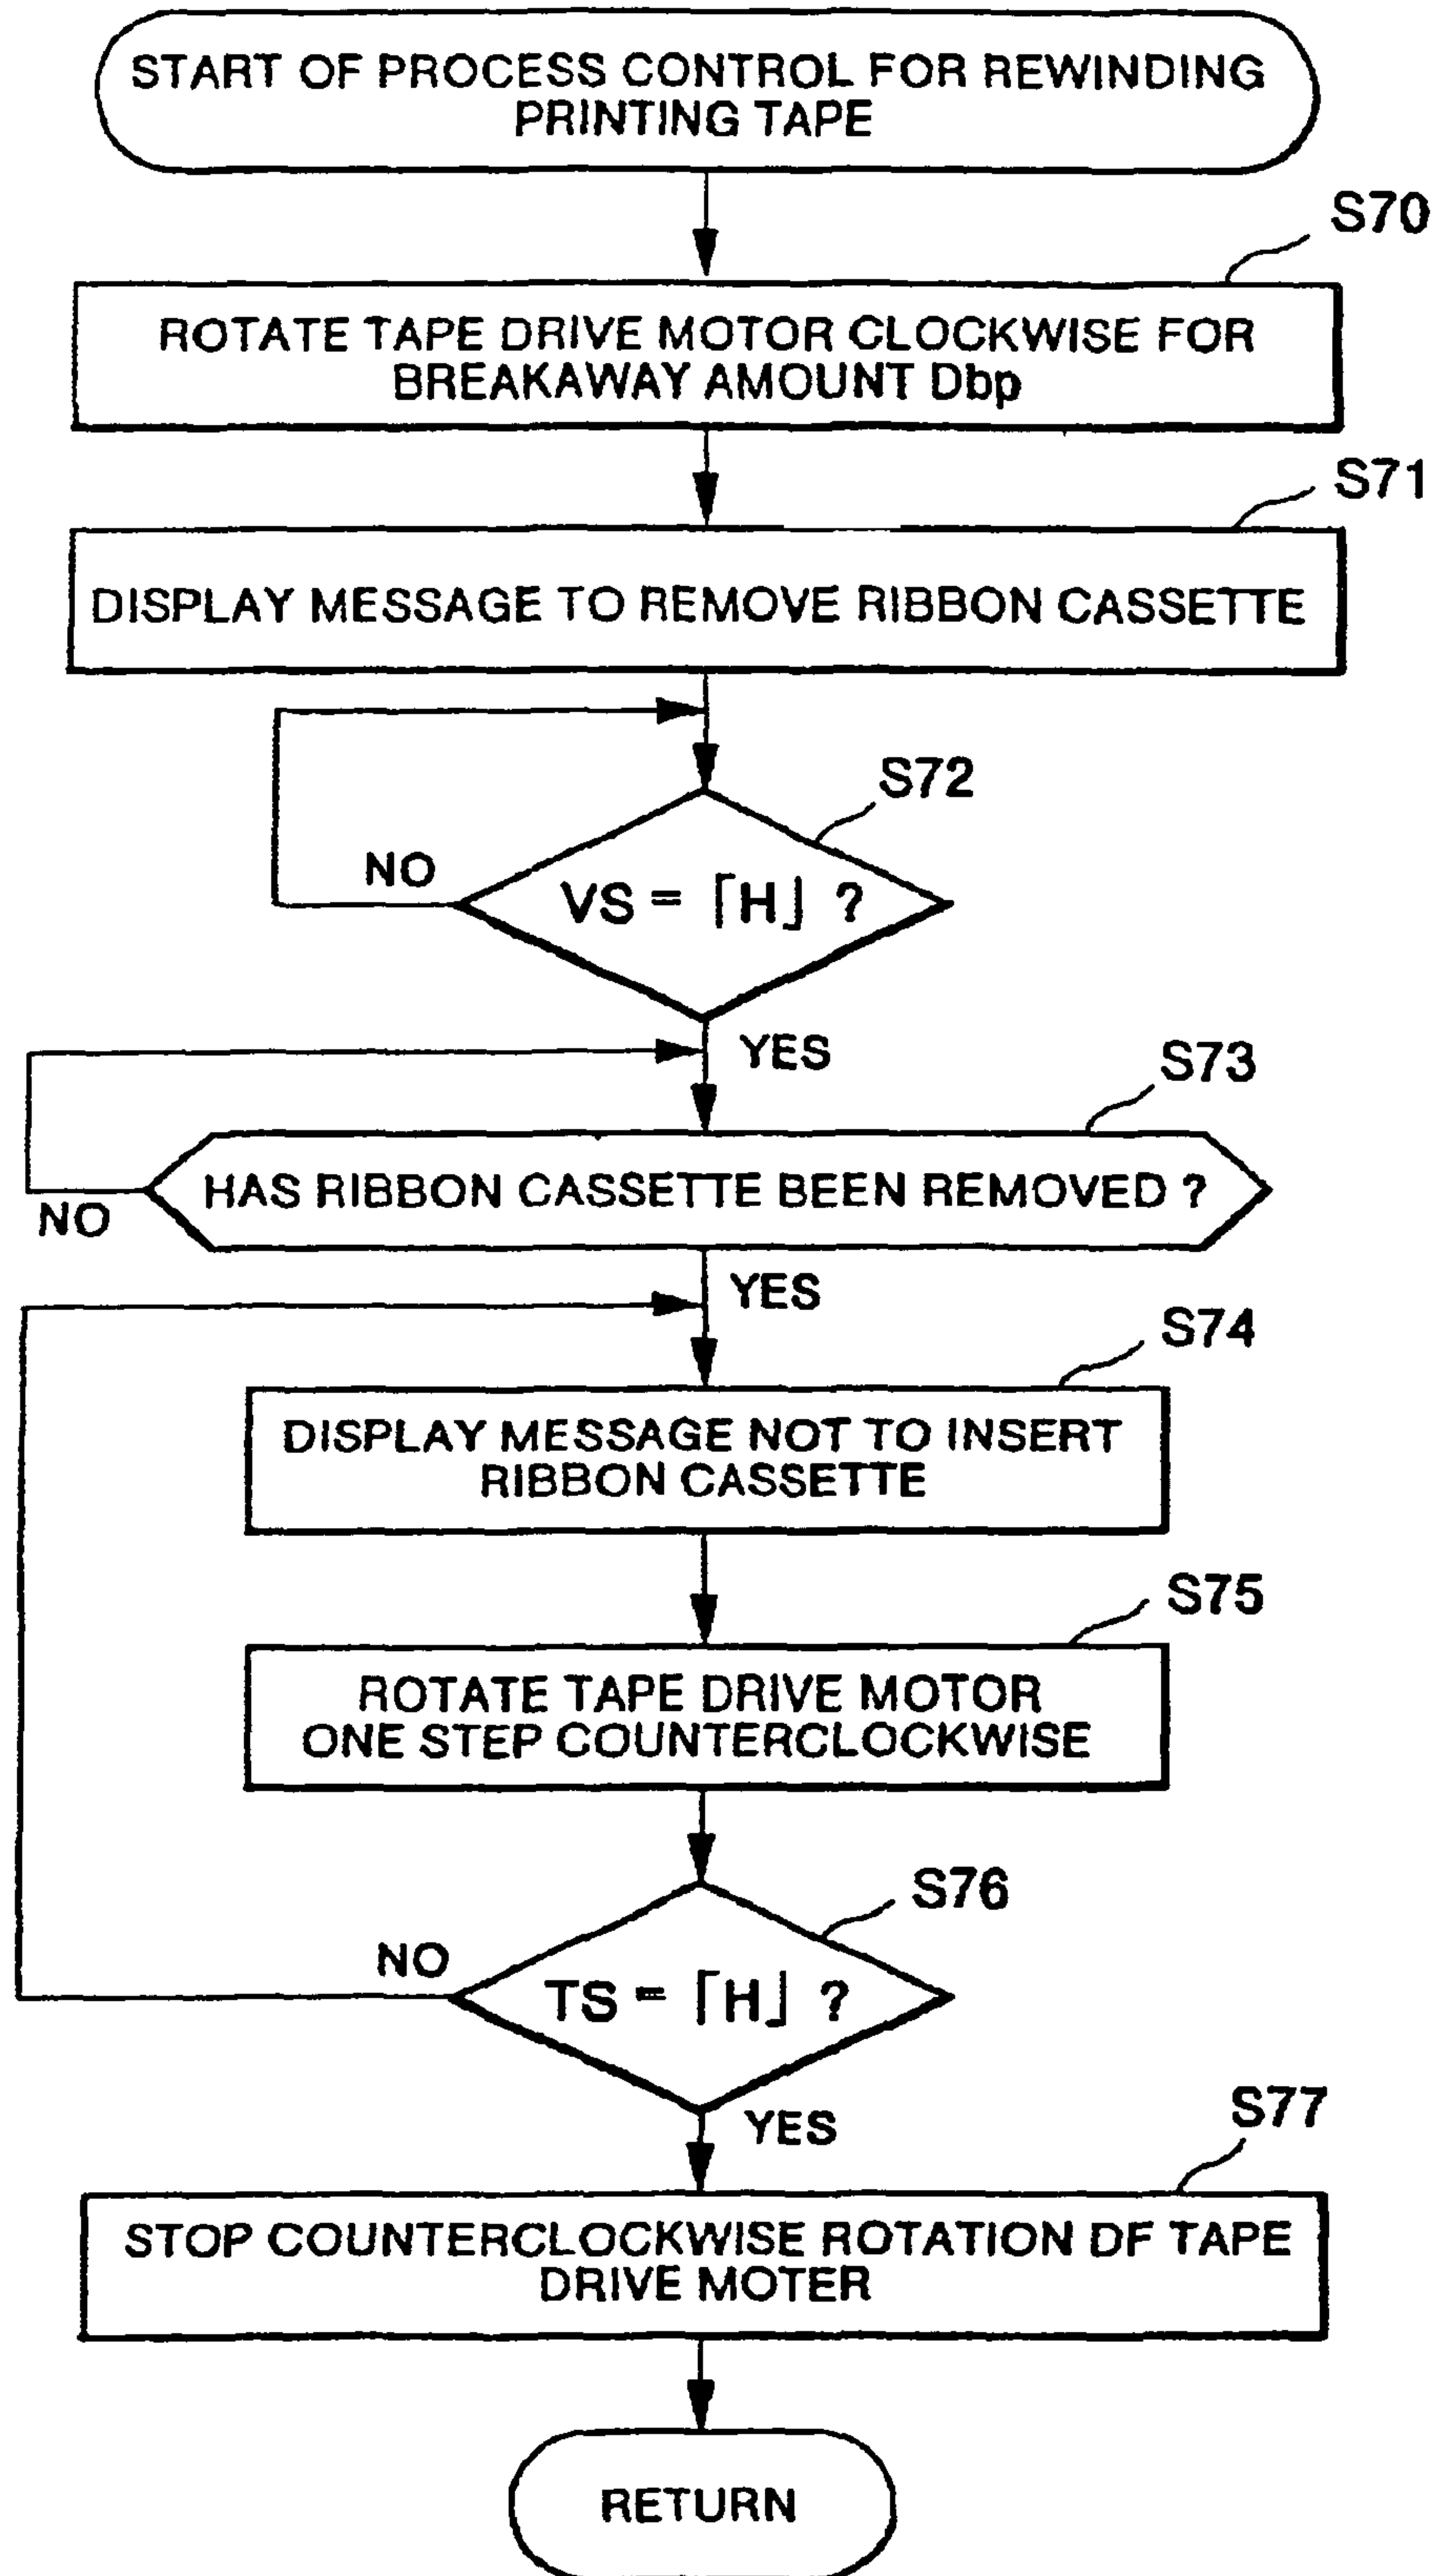 START OF PROCESS CONTROL FOR REWINDING
PRINTING TAPE
S70
ROTATE TAPE DRIVE MOTOR CLOCKWISE FOR
BREAKAWAY AMOUNT Dbp
S71
DISPLAY MESSAGE TO REMOVE RIBBON CASSETTE
S72
NO
VS = ｢H｣ ?
YES
S73
HAS RIBBON CASSETTE BEEN REMOVED ?
NO
YES
S74
DISPLAY MESSAGE NOT TO INSERT
RIBBON CASSETTE
S75
ROTATE TAPE DRIVE MOTOR
ONE STEP COUNTERCLOCKWISE
S76
NO
TS = ｢H｣ ?
YES
S77
STOP COUNTERCLOCKWISE ROTATION DF TAPE
DRIVE MOTER
RETURN